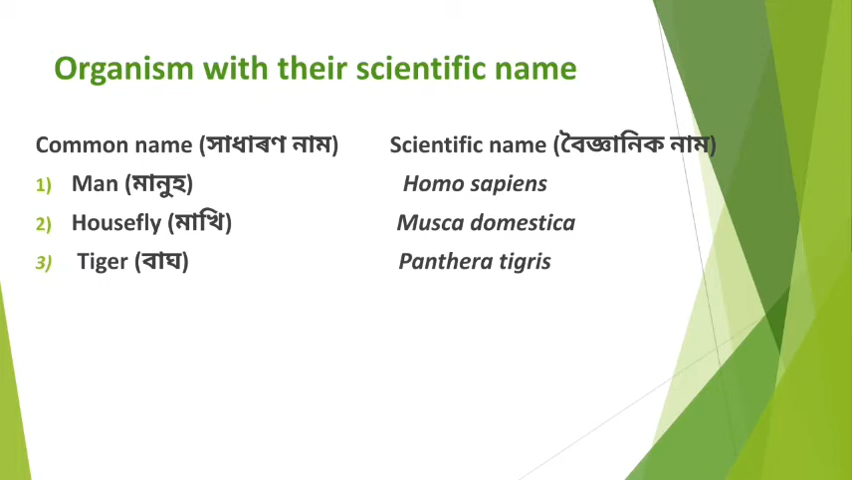 Organism with their scientific name
Common name (সাধাৰণ নাম) Scientific name (বৈজ্ঞানিক নাম)
1) Man (মানুহ) Homo sapiens
2) Housefly (মাখি) Musca domestica
3) Tiger (বাঘ) Panthera tigris